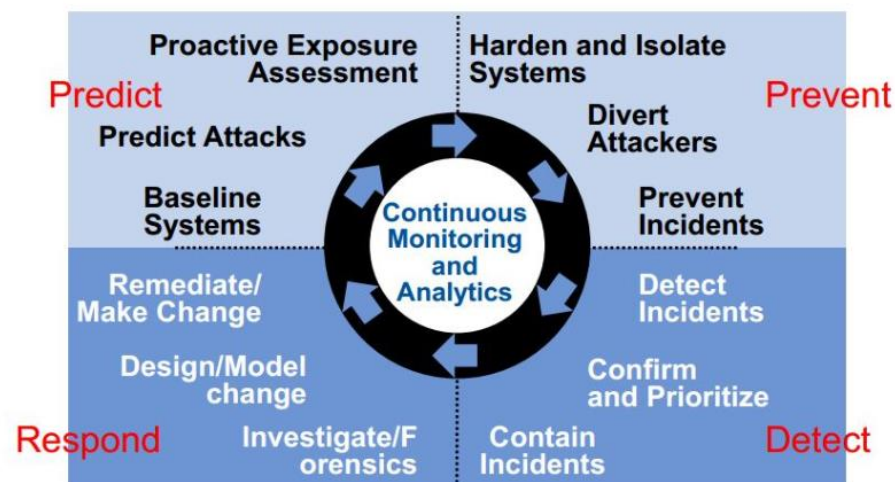 Proactive Exposure
Assessment
Harden and Isolate
Systems
Predict
Prevent
Predict Attacks
Divert
Attackers
Baseline
Systems
Prevent
Incidents
Continuous
Monitoring
and
Analytics
Remediate/
Make Change
Detect
Incidents
Design/Model
change
Confirm
and Prioritize
Respond
Investigate/F
orensics
Contain
Incidents
Detect